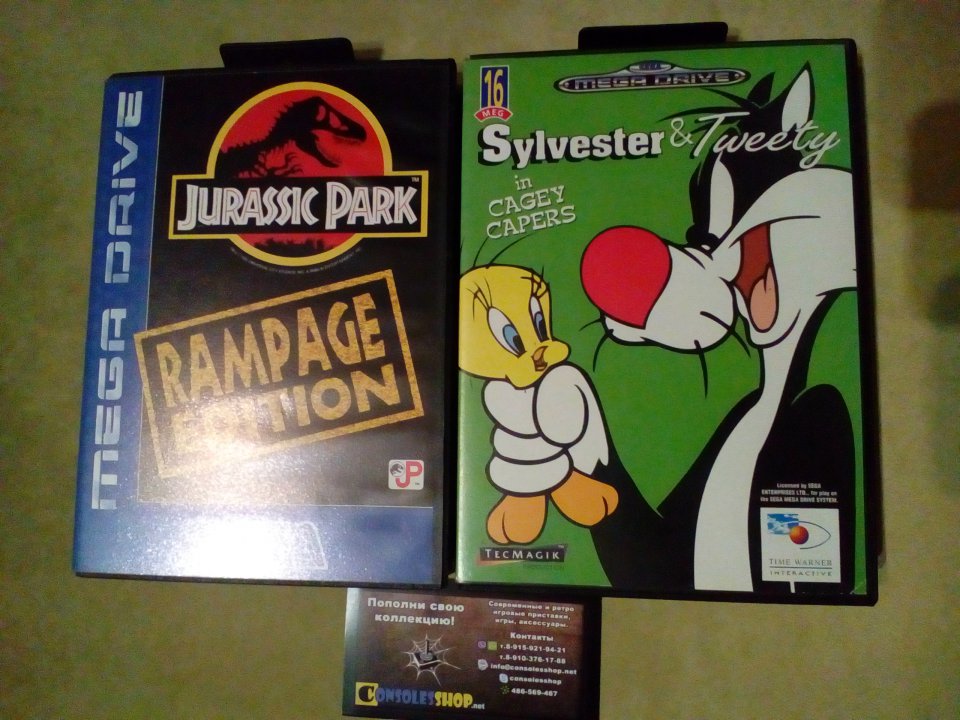 MEGA DRIVE
JURASSIC PARK
RAMPAGE
EDITION
JP
16
MEG
SEGA
MEGA DRIVE
Sylvester & Tweety
in
CAGEY
CAPERS
Licensed by SEGA
ENTERPRISES LTD., for play on
the SEGA MEGA DRIVE SYSTEM.
TECMAGIK
PRODUCTION
TIME WARNER
INTERACTIVE
Пополни свою
коллекцию!
CONSOLESSHOP.net
Современные и ретро
игровые приставки,
игры, аксессуары.
Контакты
т.8-915-921-94-21
т.8-910-376-17-88
info@consolesshop.net
consolesshop
486-569-467